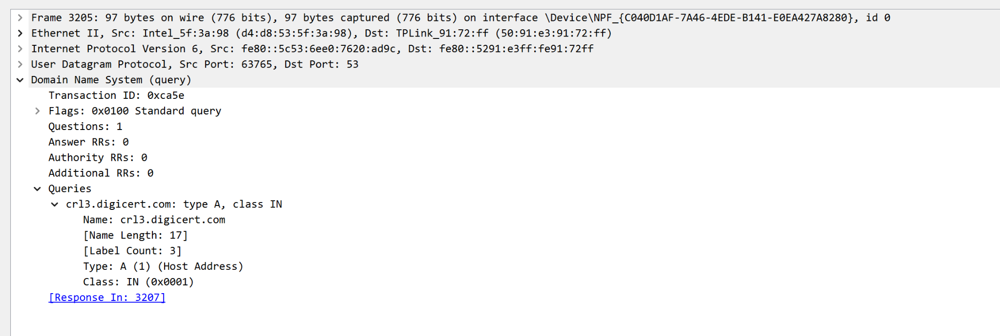 Frame 3205: 97 bytes on wire (776 bits), 97 bytes captured (776 bits) on interface \Device\NPF_{C040D1AF-7A46-4EDE-B141-E0EA427A8280}, id 0
Ethernet II, Src: Intel_5f:3a:98 (d4:d8:53:5f:3a:98), Dst: TPLink_91:72:ff (50:91:e3:91:72:ff)
Internet Protocol Version 6, Src: fe80::5c53:6ee0:7620:ad9c, Dst: fe80::5291:e3ff:fe91:72ff
User Datagram Protocol, Src Port: 63765, Dst Port: 53
Domain Name System (query)
Transaction ID: 0xca5e
Flags: 0x0100 Standard query
Questions: 1
Answer RRs: 0
Authority RRs: 0
Additional RRs: 0
Queries
crl3.digicert.com: type A, class IN
Name: crl3.digicert.com
[Name Length: 17]
[Label Count: 3]
Type: A (1) (Host Address)
Class: IN (0x0001)
[Response In: 3207]